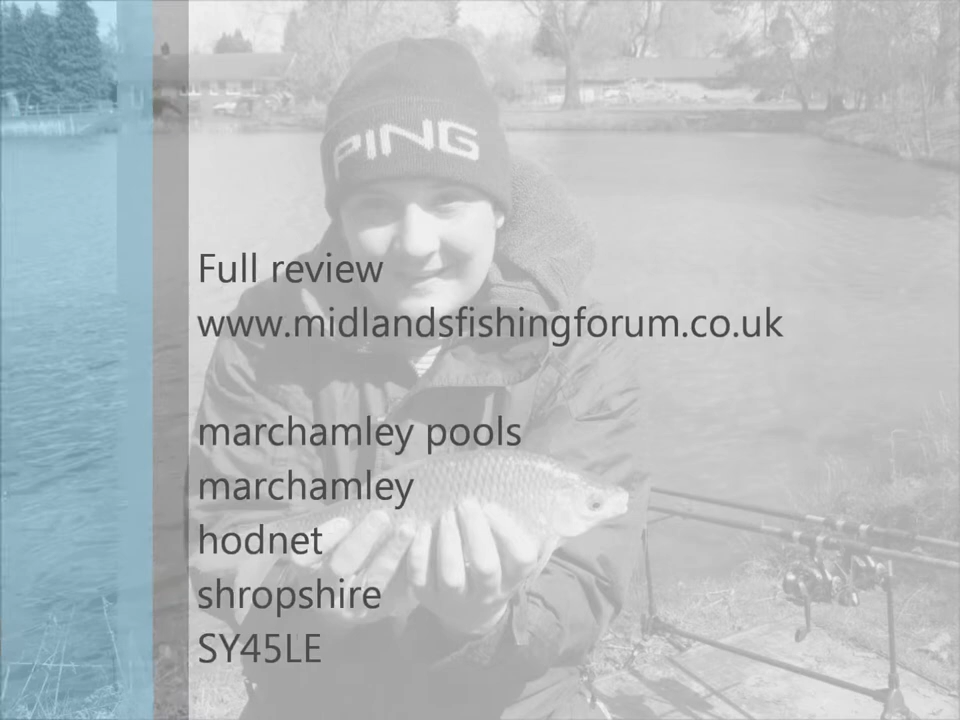 PING
Full review
www.midlandsfishingforum.co.uk
marchamley pools
marchamley
hodnet
shropshire
SY45LE